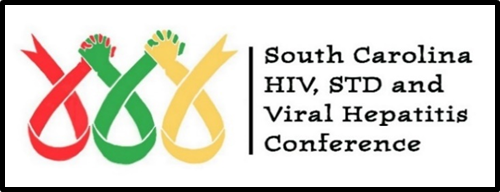 South Carolina
HIV, STD and
Viral Hepatitis
Conference